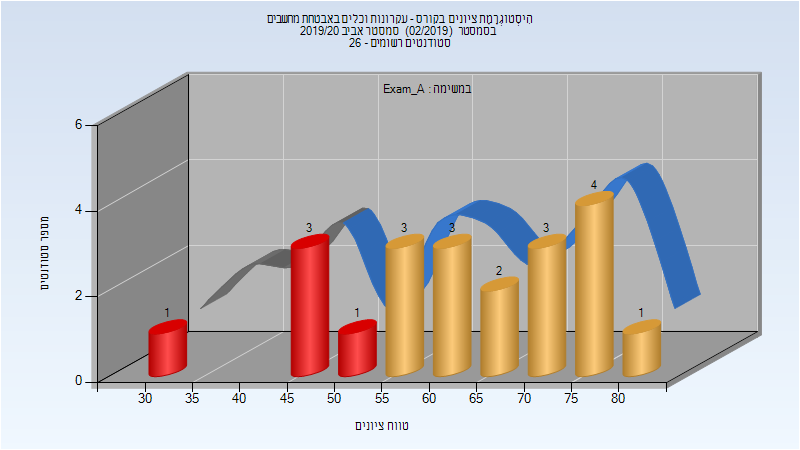 הִיסְטוֹגְרָמַת ציונים בקורס - עקרונות וכלים באבטחת מחשבים
בסמסטר (02/2019) סמסטר אביב 2019/20
סטודנטים רשומים - 26
במשימה : Exam_A
מספר סטודנטים
6
4
2
0
1
3
1
3
3
2
3
4
1
30 35 40 45 50 55 60 65 70 75 80
טווח ציונים